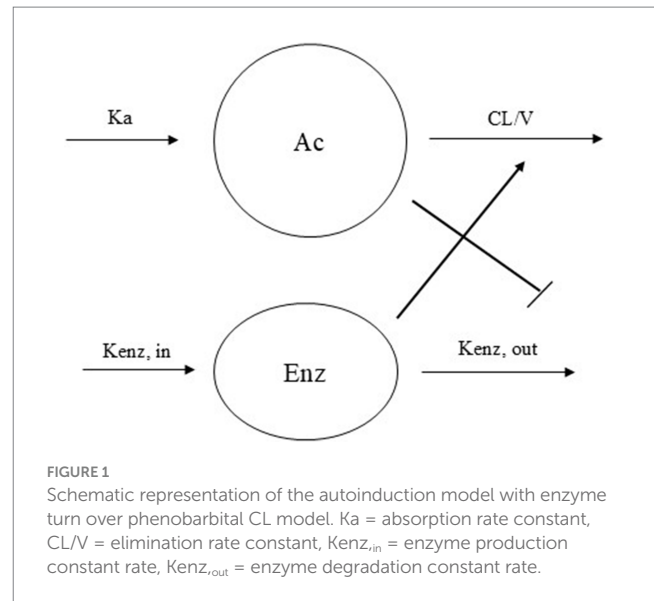 Ka
Ac
CL/V
Kenz, in
Enz
Kenz, out
FIGURE 1
Schematic representation of the autoinduction model with enzyme
turn over phenobarbital CL model. Ka = absorption rate constant,
CL/V = elimination rate constant, Kenz,in = enzyme production
constant rate, Kenz,out = enzyme degradation constant rate.